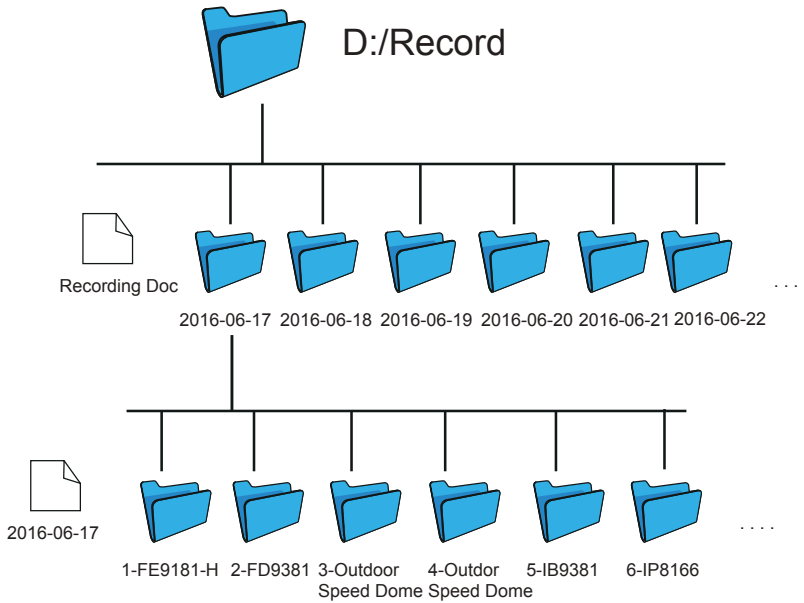 D:/Record
Recording Doc
2016-06-17 2016-06-18 2016-06-19 2016-06-20 2016-06-21 2016-06-22
. . .
2016-06-17
. . . .
1-FE9181-H 2-FD9381 3-Outdoor 4-Outdor 5-IB9381 6-IP8166
Speed Dome Speed Dome